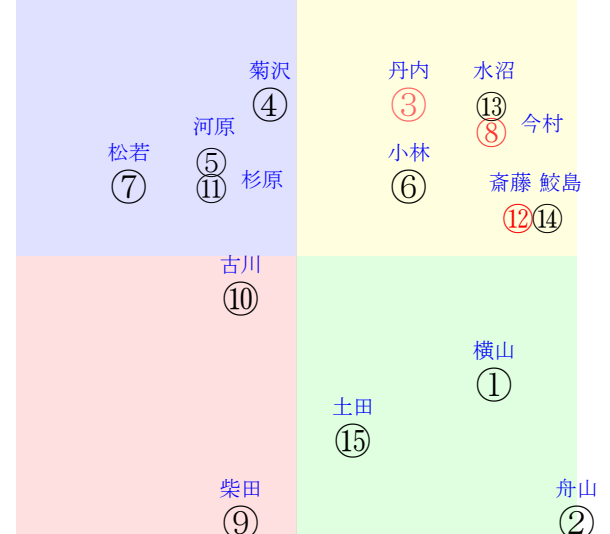 菊沢
④
丹内
③
水沼
⑬
⑧ 今村
河原
⑤
⑪ 杉原
松若
⑦
小林
⑥
斎藤 鮫島
⑫⑭
古川
⑩
横山
①
土田
⑮
柴田
⑨
舟山
②